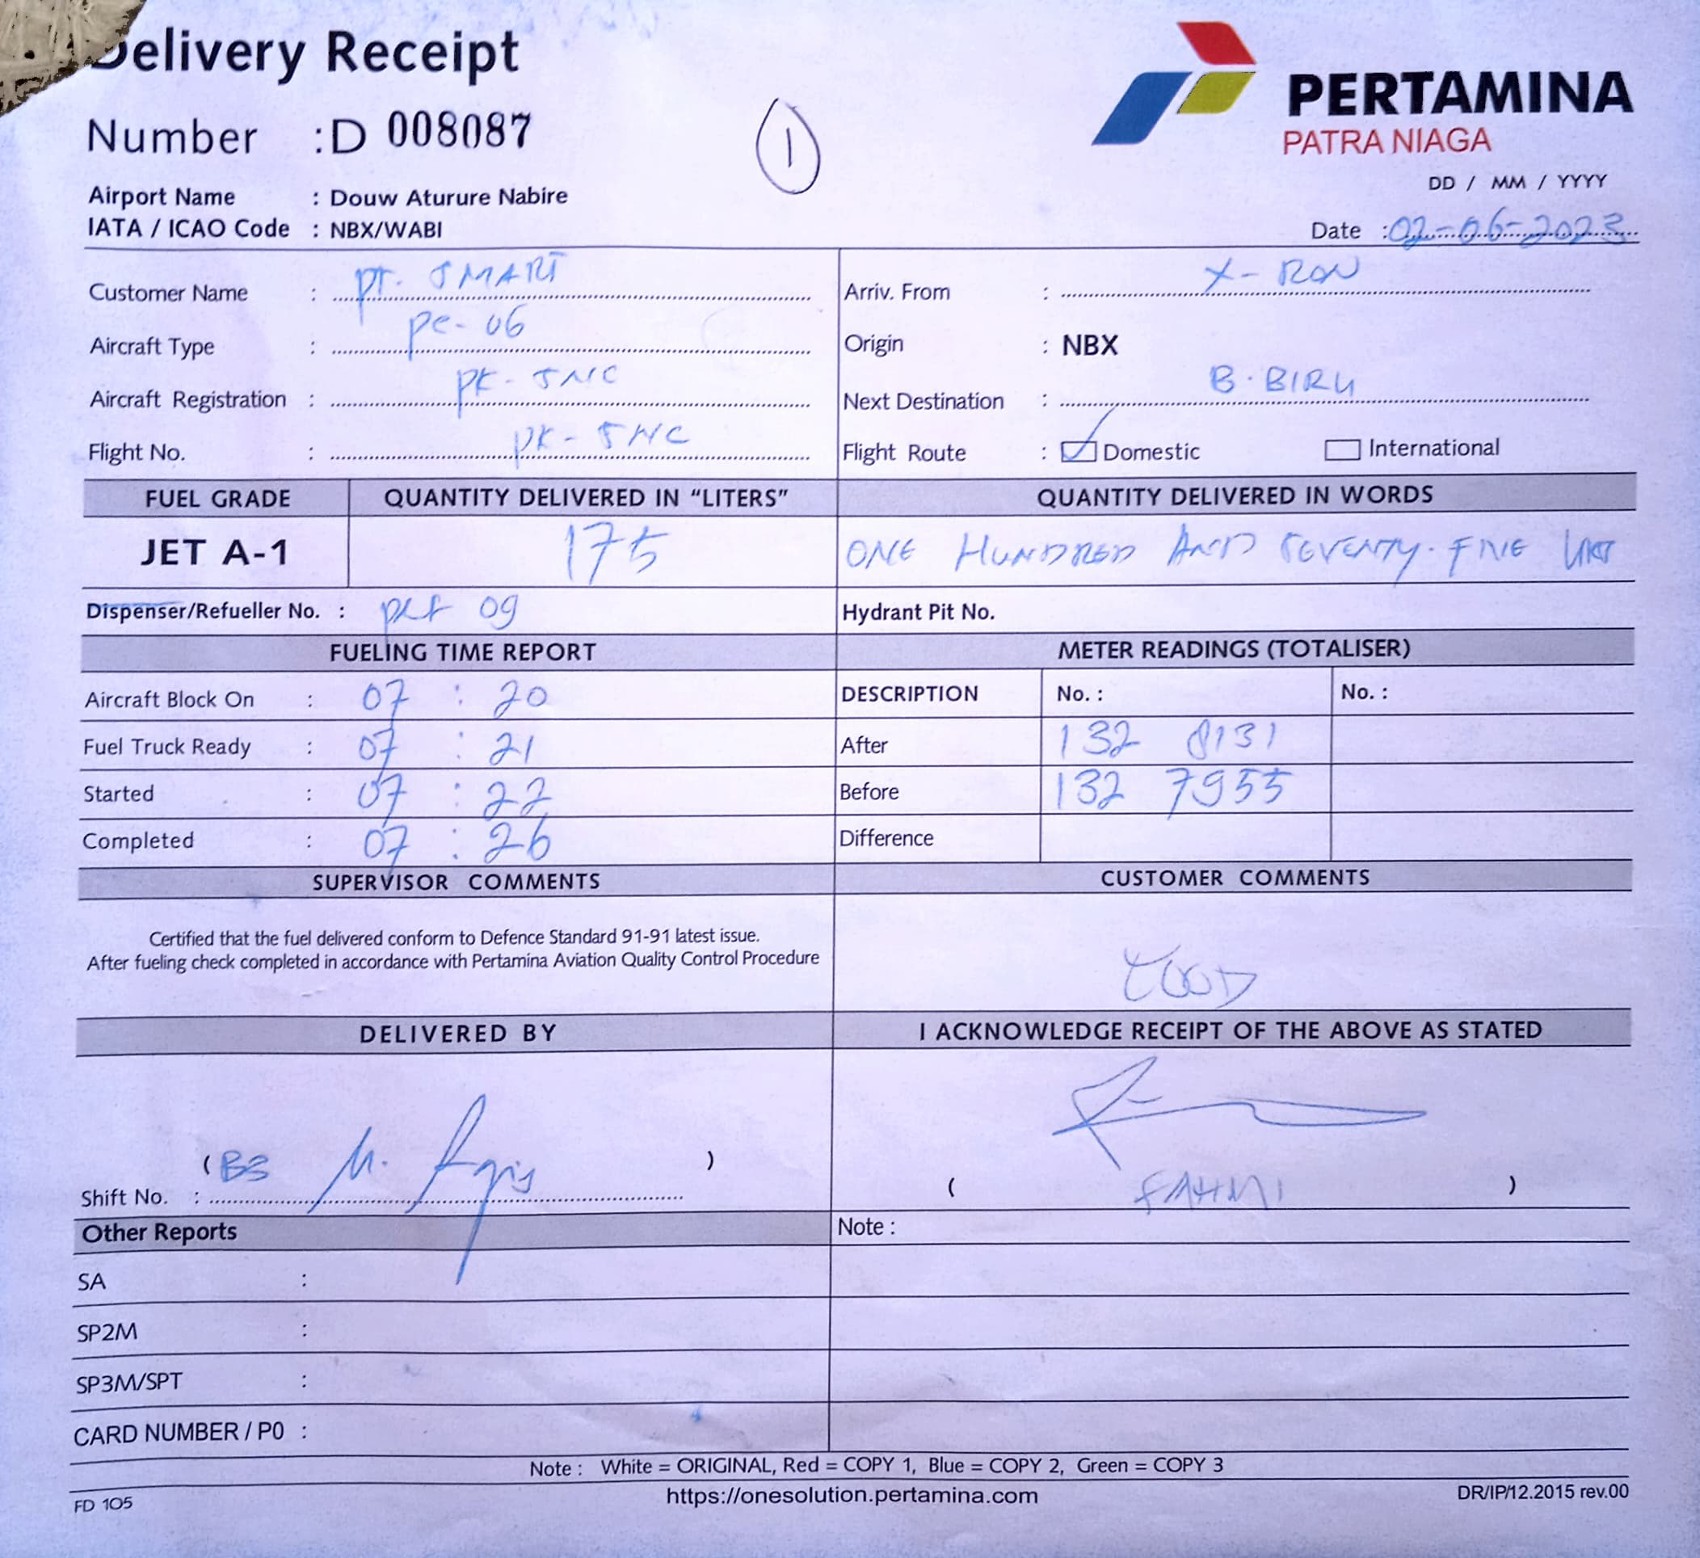 Delivery Receipt
Number : D 008087
1
PERTAMINA
PATRA NIAGA
DD / MM / YYYY
Airport Name : Douw Aturure Nabire
IATA / ICAO Code : NBX/WABI
Date : 02-06-2023
Customer Name : PT. SMART
Arriv. From : X- RON
Aircraft Type : pc-06
Origin : NBX
Aircraft Registration : PK-SNC
Next Destination : B.BIRU
Flight No. : PK-SNC
Flight Route : Domestic International
FUEL GRADE QUANTITY DELIVERED IN “LITERS” QUANTITY DELIVERED IN WORDS
JET A-1 175 ONE HUNDRED AND SEVENTY-FIVE
Dispenser/Refueller No. : 09
Hydrant Pit No.
FUELING TIME REPORT METER READINGS (TOTALISER)
Aircraft Block On : 07 : 20
DESCRIPTION No. : No. :
Fuel Truck Ready : 07 : 21
After 132 8131
Started : 07 : 22
Before 132 7955
Completed : 07 : 26
Difference
SUPERVISOR COMMENTS CUSTOMER COMMENTS
Certified that the fuel delivered conform to Defence Standard 91-91 latest issue.
After fueling check completed in accordance with Pertamina Aviation Quality Control Procedure
GOOD
DELIVERED BY I ACKNOWLEDGE RECEIPT OF THE ABOVE AS STATED
( B3 M. )
Shift No. :
( FAHMI )
Other Reports Note :
SA :
SP2M :
SP3M/SPT :
CARD NUMBER / P0 :
Note : White = ORIGINAL, Red = COPY 1, Blue = COPY 2, Green = COPY 3
FD 105 https://onesolution.pertamina.com DR/IP/12.2015 rev.00